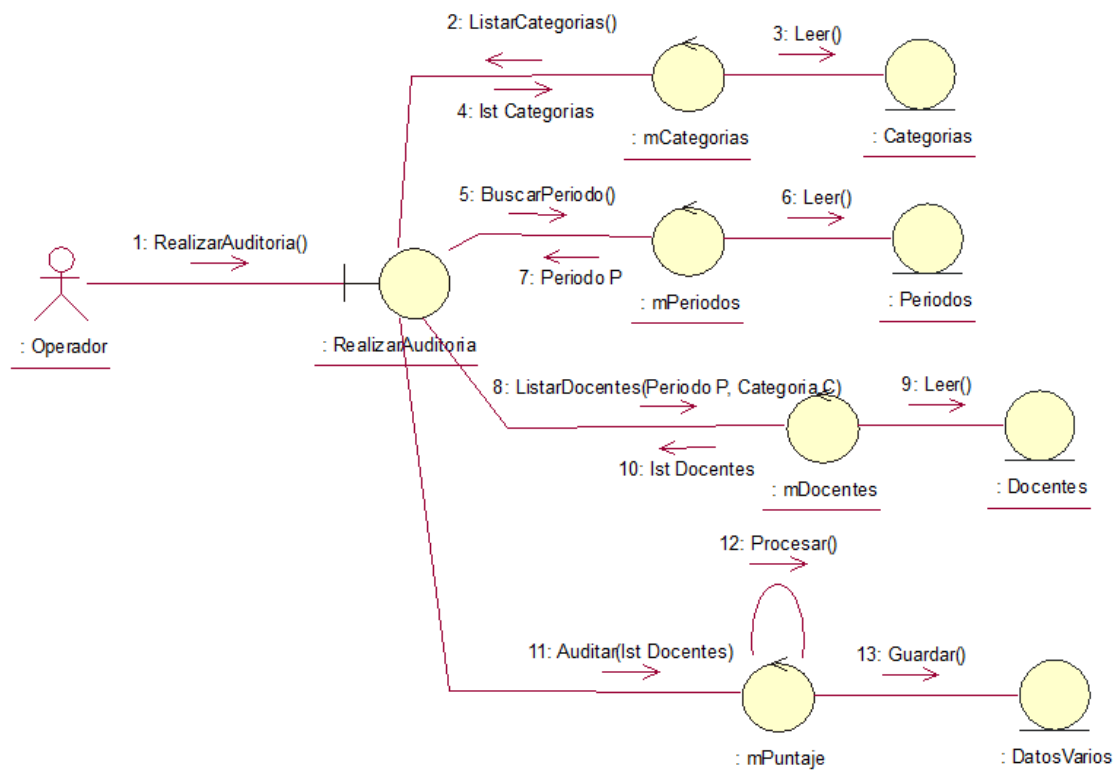 2: ListarCategorias()
3: Leer()
4: lst Categorias
: mCategorias
: Categorias
5: BuscarPeriodo()
6: Leer()
1: RealizarAuditoria()
7: Periodo P
: mPeriodos
: Periodos
: Operador
: RealizarAuditoria
8: ListarDocentes(Periodo P, Categoria C)
9: Leer()
10: lst Docentes
: mDocentes
: Docentes
12: Procesar()
11: Auditar(lst Docentes)
13: Guardar()
: mPuntaje
: DatosVarios